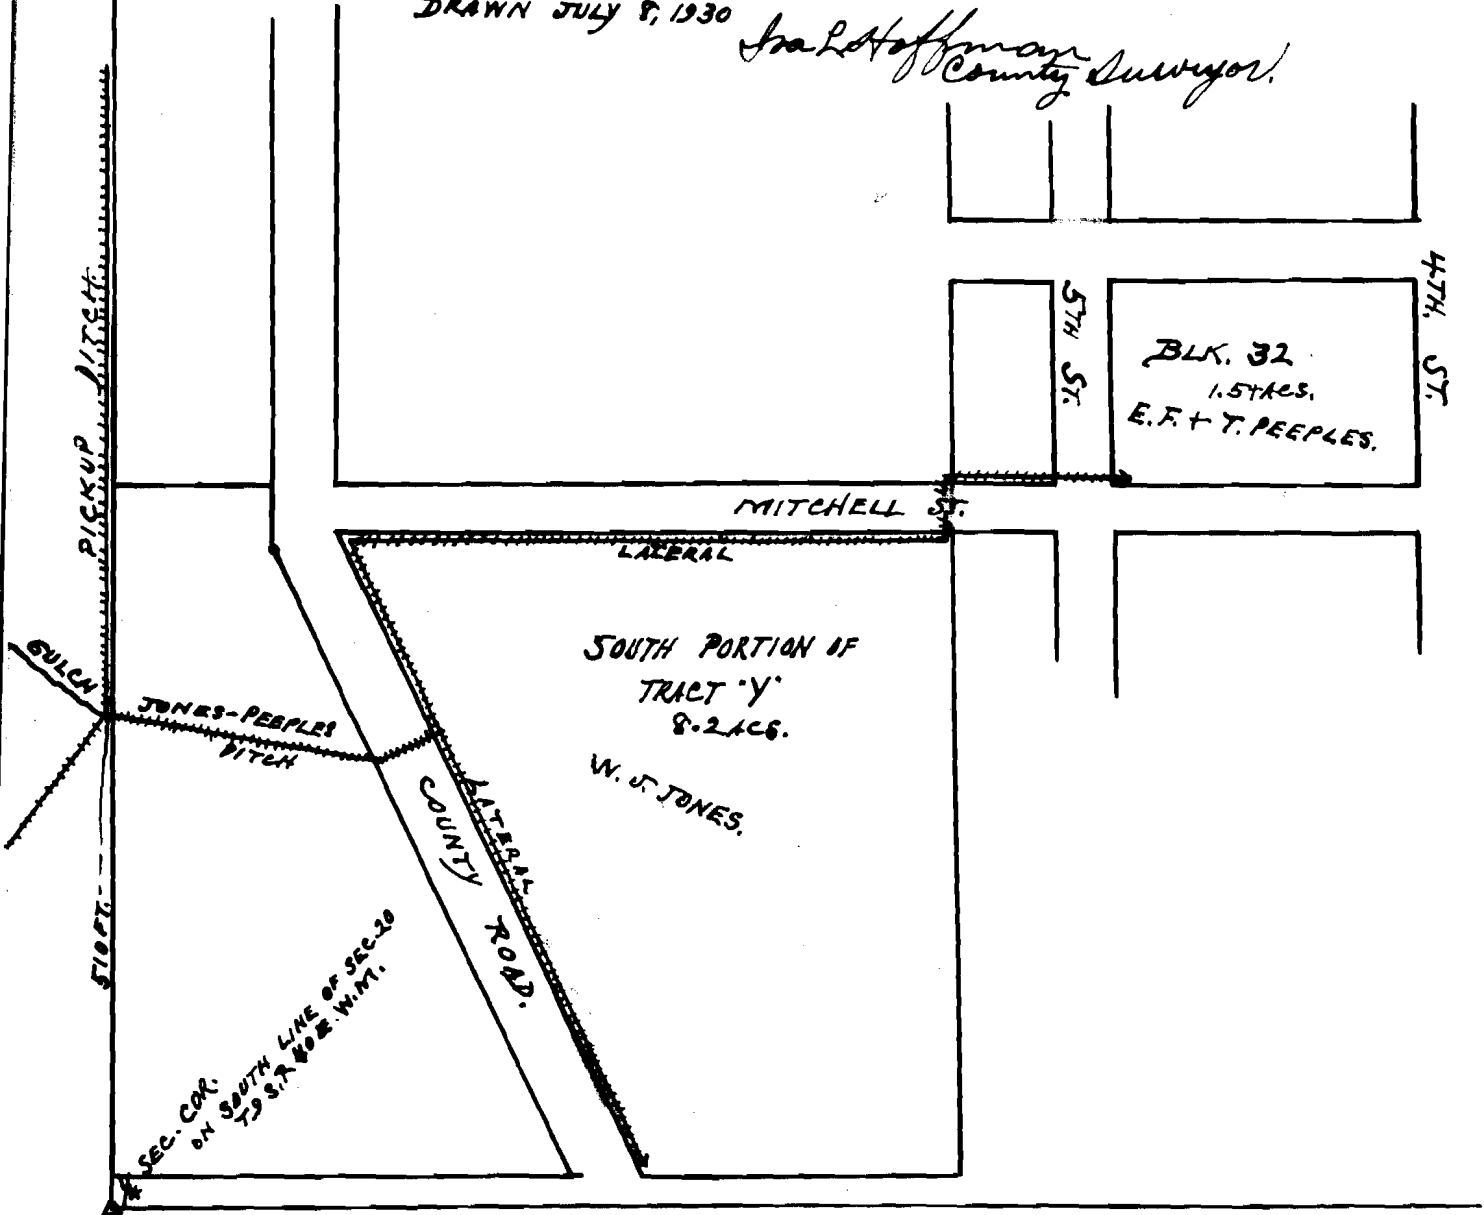 DRAWN JULY 8, 1930
Ira L. Hoffman
County Surveyor.
4TH. ST.
5TH ST.
BLK. 32
1.5+ACS.
E.F. + T. PEEPLES.
PICKUP DITCH.
MITCHELL ST.
LATERAL
SOUTH PORTION OF
TRACT "Y"
8.2 ACS.
W. J. JONES.
GULCH
JONES-PEEPLES
DITCH
LATERAL
COUNTY ROAD.
510 FT.
SEC. COR.
ON SOUTH LINE OF SEC. 20
T9 S. R 40 E. W.M.